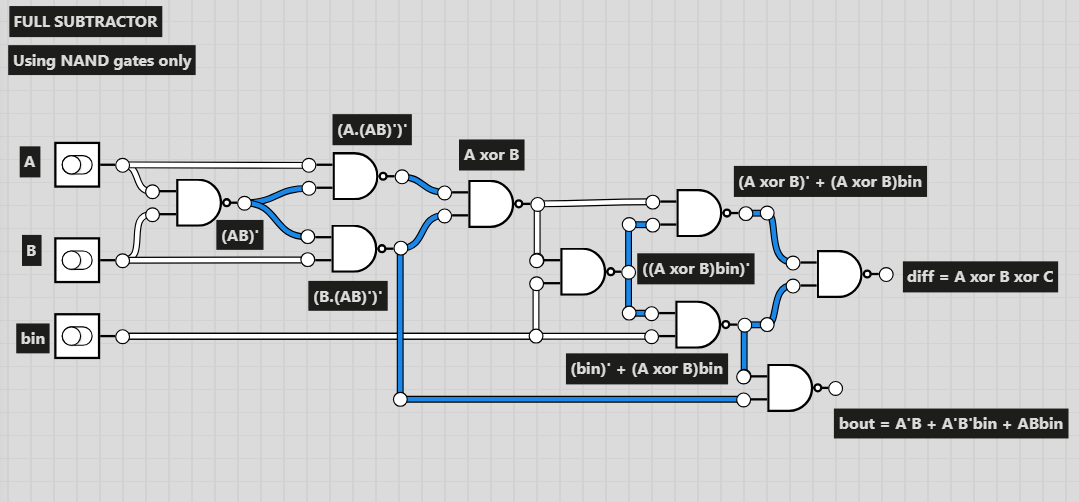 FULL SUBTRACTOR
Using NAND gates only
(A.(AB)')'
A
A xor B
(A xor B)' + (A xor B)bin
(AB)'
B
((A xor B)bin)'
diff = A xor B xor C
(B.(AB)')'
bin
(bin)' + (A xor B)bin
bout = A'B + A'B'bin + ABbin